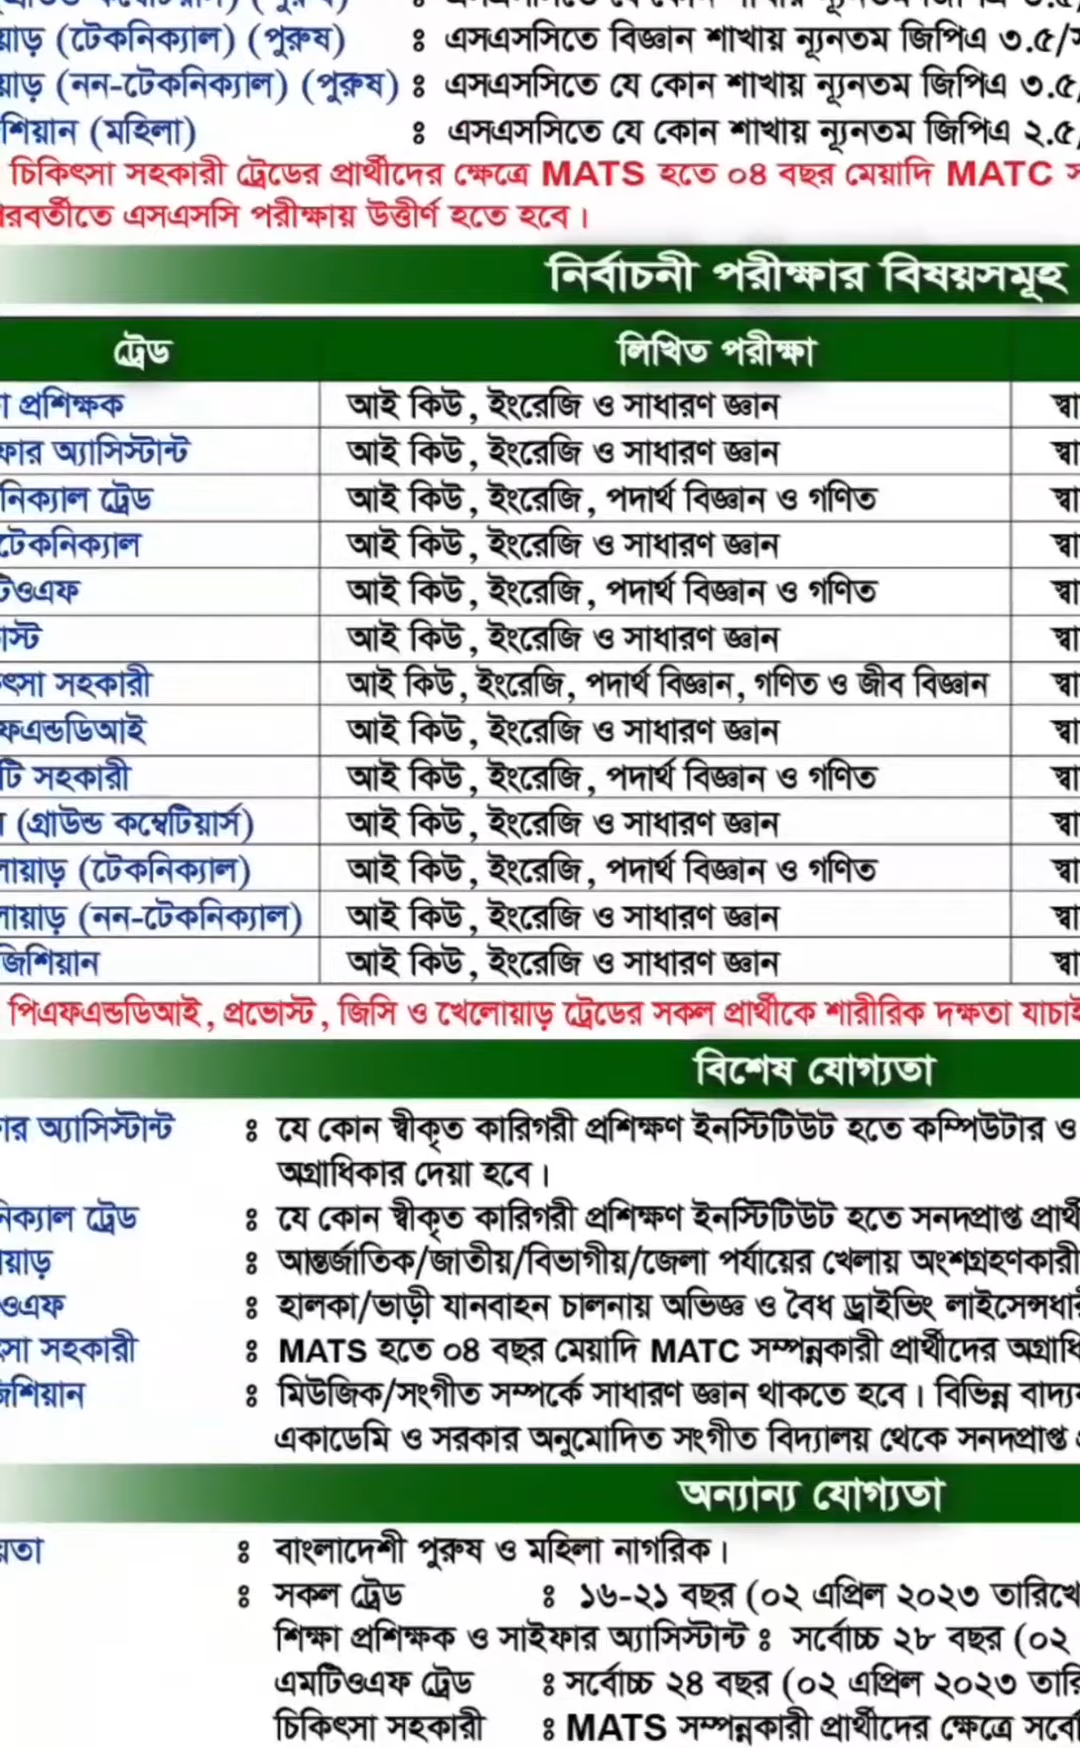 (পুরুষ) ঃ এসএসসিতে যে কোন শাখায় ন্যূনতম জিপিএ ৩.৫/
(টেকনিক্যাল) (পুরুষ) ঃ এসএসসিতে বিজ্ঞান শাখায় ন্যূনতম জিপিএ ৩.৫/
(নন-টেকনিক্যাল) (পুরুষ) ঃ এসএসসিতে যে কোন শাখায় ন্যূনতম জিপিএ ৩.৫
শিয়ান (মহিলা) ঃ এসএসসিতে যে কোন শাখায় ন্যূনতম জিপিএ ২.৫
চিকিৎসা সহকারী ট্রেডের প্রার্থীদের ক্ষেত্রে MATS হতে ০৪ বছর মেয়াদি MATC
রবর্তীতে এসএসসি পরীক্ষায় উত্তীর্ণ হতে হবে।
নির্বাচনী পরীক্ষার বিষয়সমূহ
ট্রেড লিখিত পরীক্ষা
া প্রশিক্ষক আই কিউ, ইংরেজি ও সাধারণ জ্ঞান স্বা
ফার অ্যাসিস্টান্ট আই কিউ, ইংরেজি ও সাধারণ জ্ঞান স্বা
নিক্যাল ট্রেড আই কিউ, ইংরেজি, পদার্থ বিজ্ঞান ও গণিত স্বা
টেকনিক্যাল আই কিউ, ইংরেজি ও সাধারণ জ্ঞান স্বা
টিওএফ আই কিউ, ইংরেজি, পদার্থ বিজ্ঞান ও গণিত স্বা
াস্ট আই কিউ, ইংরেজি ও সাধারণ জ্ঞান স্বা
ৎসা সহকারী আই কিউ, ইংরেজি, পদার্থ বিজ্ঞান, গণিত ও জীব বিজ্ঞান স্বা
ফএন্ডডিআই আই কিউ, ইংরেজি ও সাধারণ জ্ঞান স্বা
টি সহকারী আই কিউ, ইংরেজি, পদার্থ বিজ্ঞান ও গণিত স্বা
(গ্রাউন্ড কম্বেটিয়ার্স) আই কিউ, ইংরেজি ও সাধারণ জ্ঞান স্বা
লোয়াড় (টেকনিক্যাল) আই কিউ, ইংরেজি, পদার্থ বিজ্ঞান ও গণিত স্বা
লোয়াড় (নন-টেকনিক্যাল) আই কিউ, ইংরেজি ও সাধারণ জ্ঞান স্বা
জিশিয়ান আই কিউ, ইংরেজি ও সাধারণ জ্ঞান স্বা
পিএফএন্ডডিআই, প্রভোস্ট, জিসি ও খেলোয়াড় ট্রেডের সকল প্রার্থীকে শারীরিক দক্ষতা যাচাই
বিশেষ যোগ্যতা
ার অ্যাসিস্টান্ট ঃ যে কোন স্বীকৃত কারিগরী প্রশিক্ষণ ইনস্টিটিউট হতে কম্পিউটার ও
অগ্রাধিকার দেয়া হবে।
নিক্যাল ট্রেড ঃ যে কোন স্বীকৃত কারিগরী প্রশিক্ষণ ইনস্টিটিউট হতে সনদপ্রাপ্ত প্রার্থী
য়াড় ঃ আন্তর্জাতিক/জাতীয়/বিভাগীয়/জেলা পর্যায়ের খেলায় অংশগ্রহণকারী
ওএফ ঃ হালকা/ভাড়ী যানবাহন চালনায় অভিজ্ঞ ও বৈধ ড্রাইভিং লাইসেন্সধা
সা সহকারী ঃ MATS হতে ০৪ বছর মেয়াদি MATC সম্পন্নকারী প্রার্থীদের অগ্রাধি
জিশিয়ান ঃ মিউজিক/সংগীত সম্পর্কে সাধারণ জ্ঞান থাকতে হবে। বিভিন্ন বাদ্য
একাডেমি ও সরকার অনুমোদিত সংগীত বিদ্যালয় থেকে সনদপ্রাপ্ত
অন্যান্য যোগ্যতা
য়তা ঃ বাংলাদেশী পুরুষ ও মহিলা নাগরিক।
ঃ সকল ট্রেড ঃ ১৬-২১ বছর (০২ এপ্রিল ২০২৩ তারিখে
শিক্ষা প্রশিক্ষক ও সাইফার অ্যাসিস্টান্ট ঃ সর্বোচ্চ ২৮ বছর (০২
এমটিওএফ ট্রেড ঃ সর্বোচ্চ ২৪ বছর (০২ এপ্রিল ২০২৩ তারি
চিকিৎসা সহকারী ঃ MATS সম্পন্নকারী প্রার্থীদের ক্ষেত্রে সর্বো